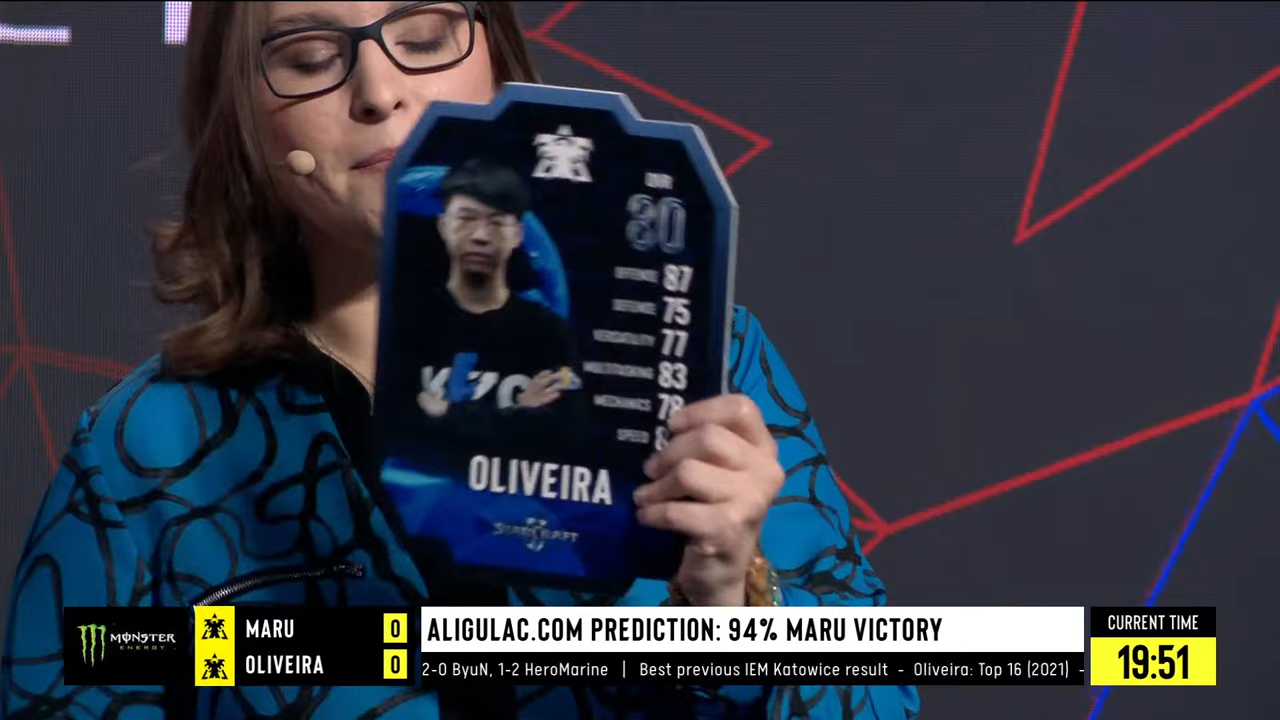 30
OFFENSE 87
DEFENSE 75
VERSATILITY 77
MULTITASKING 83
MECHANICS 78
SPEED
OLIVEIRA
STARCRAFT
MONSTER
ENERGY
MARU 0
OLIVEIRA 0
ALIGULAC.COM PREDICTION: 94% MARU VICTORY
2-0 ByuN, 1-2 HeroMarine | Best previous IEM Katowice result - Oliveira: Top 16 (2021) -
CURRENT TIME
19:51